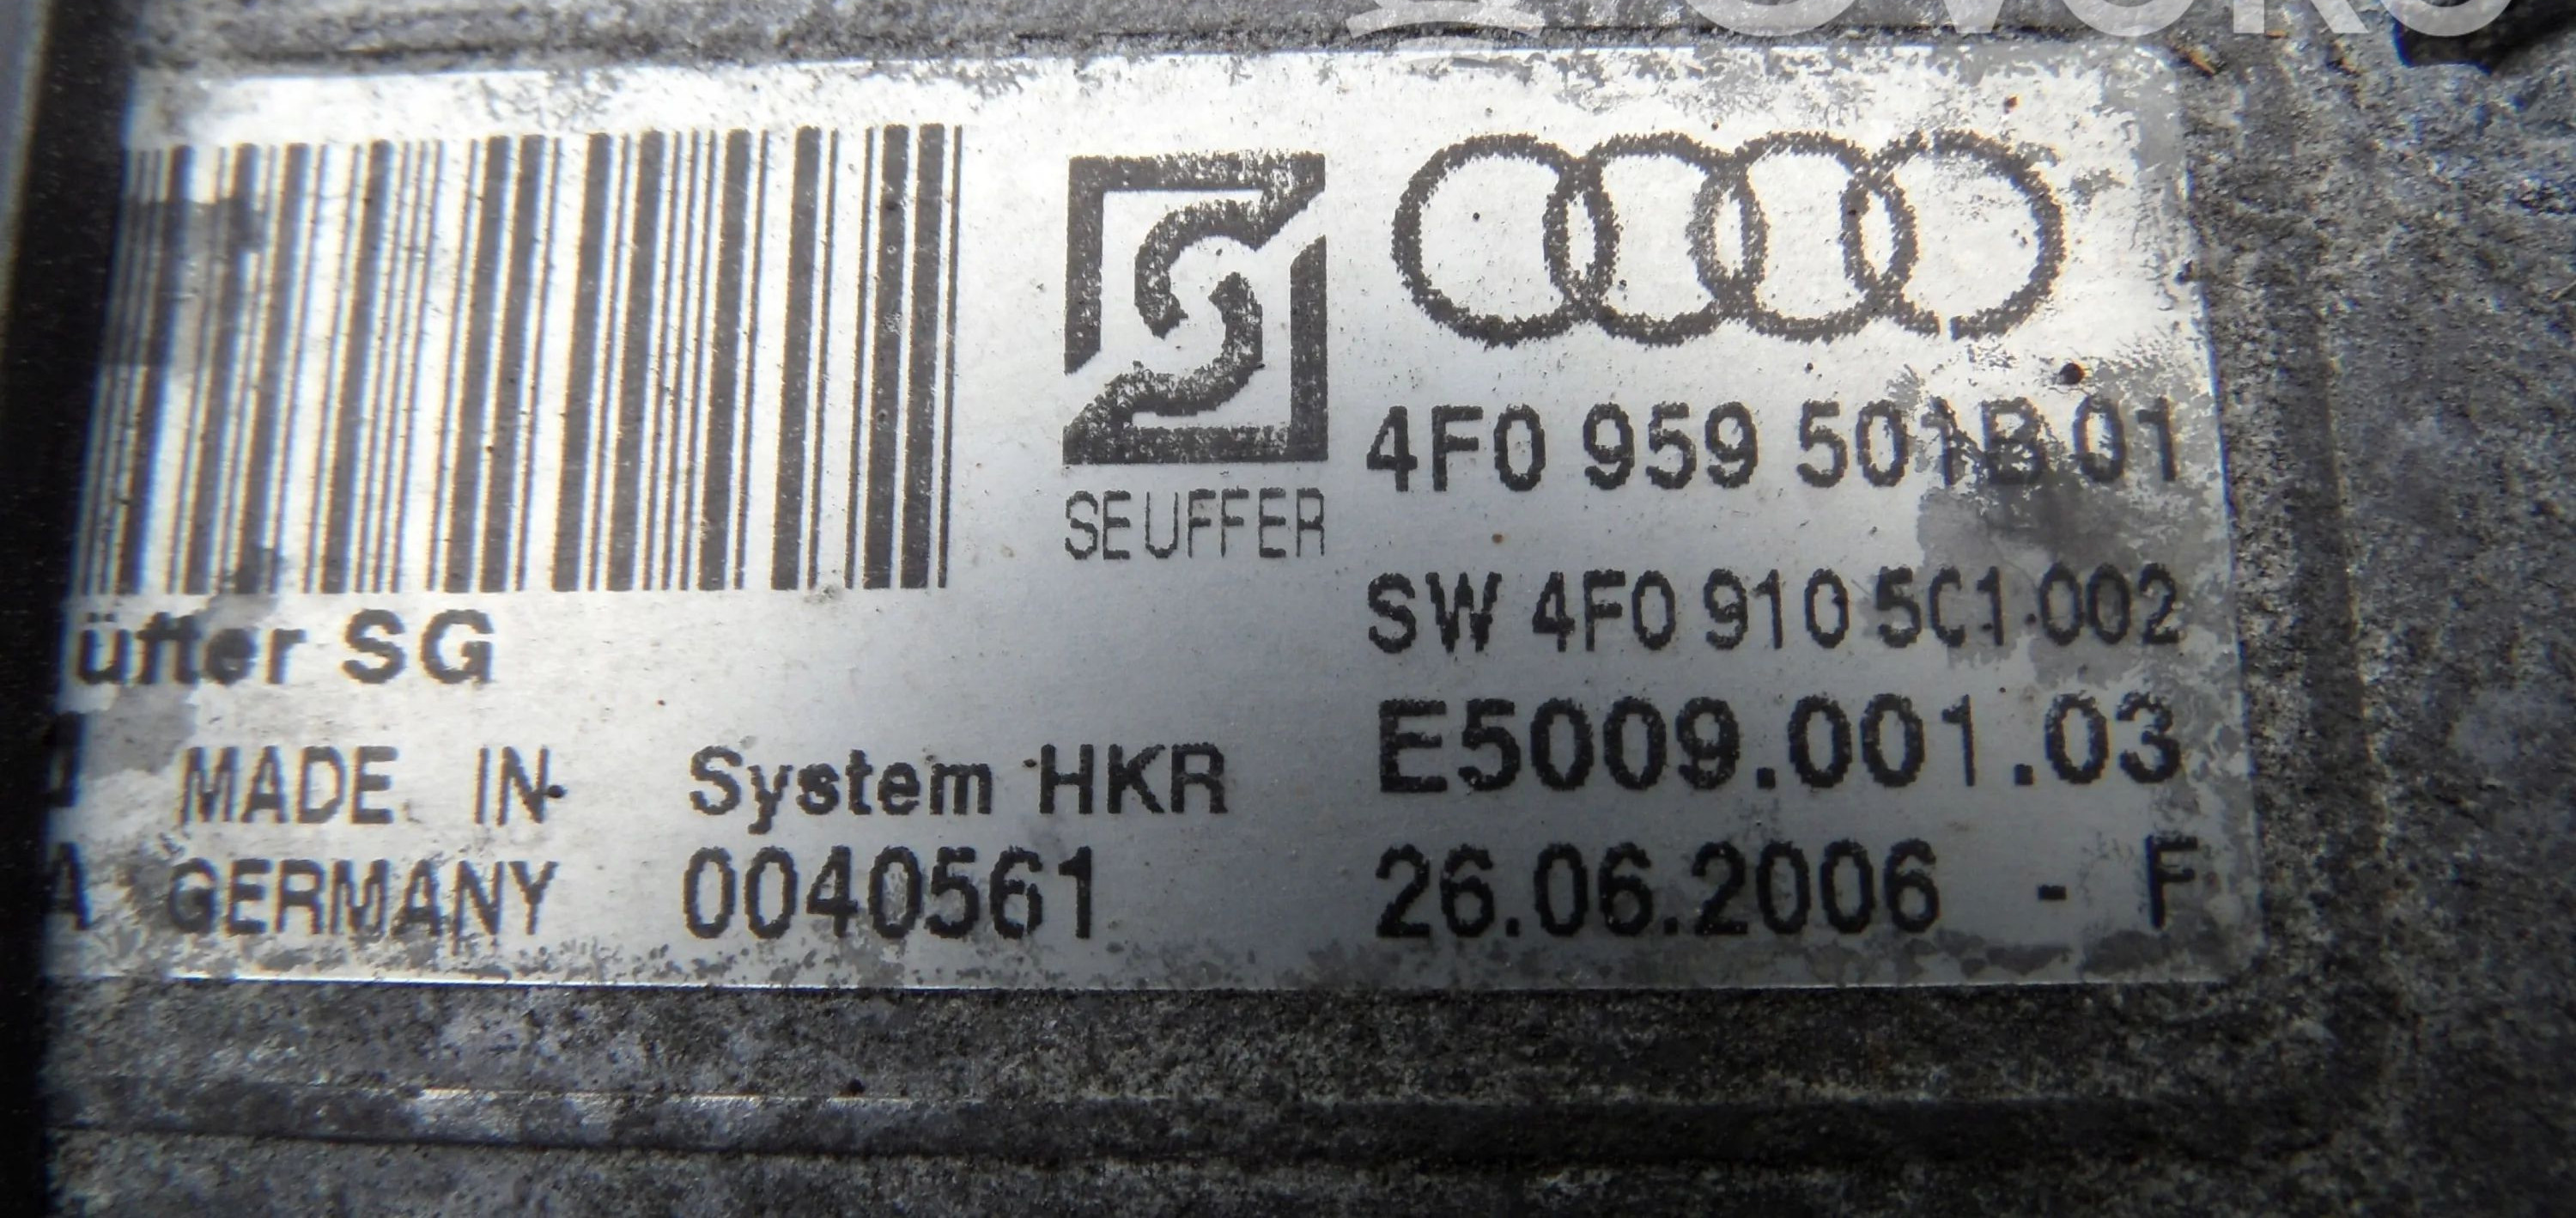 SEUFFER
4F0 959 501B 01
SW 4F0 910 5C1 002
üfter SG
E5009.001.03
MADE IN
System HKR
GERMANY
0040561
26.06.2006 - F